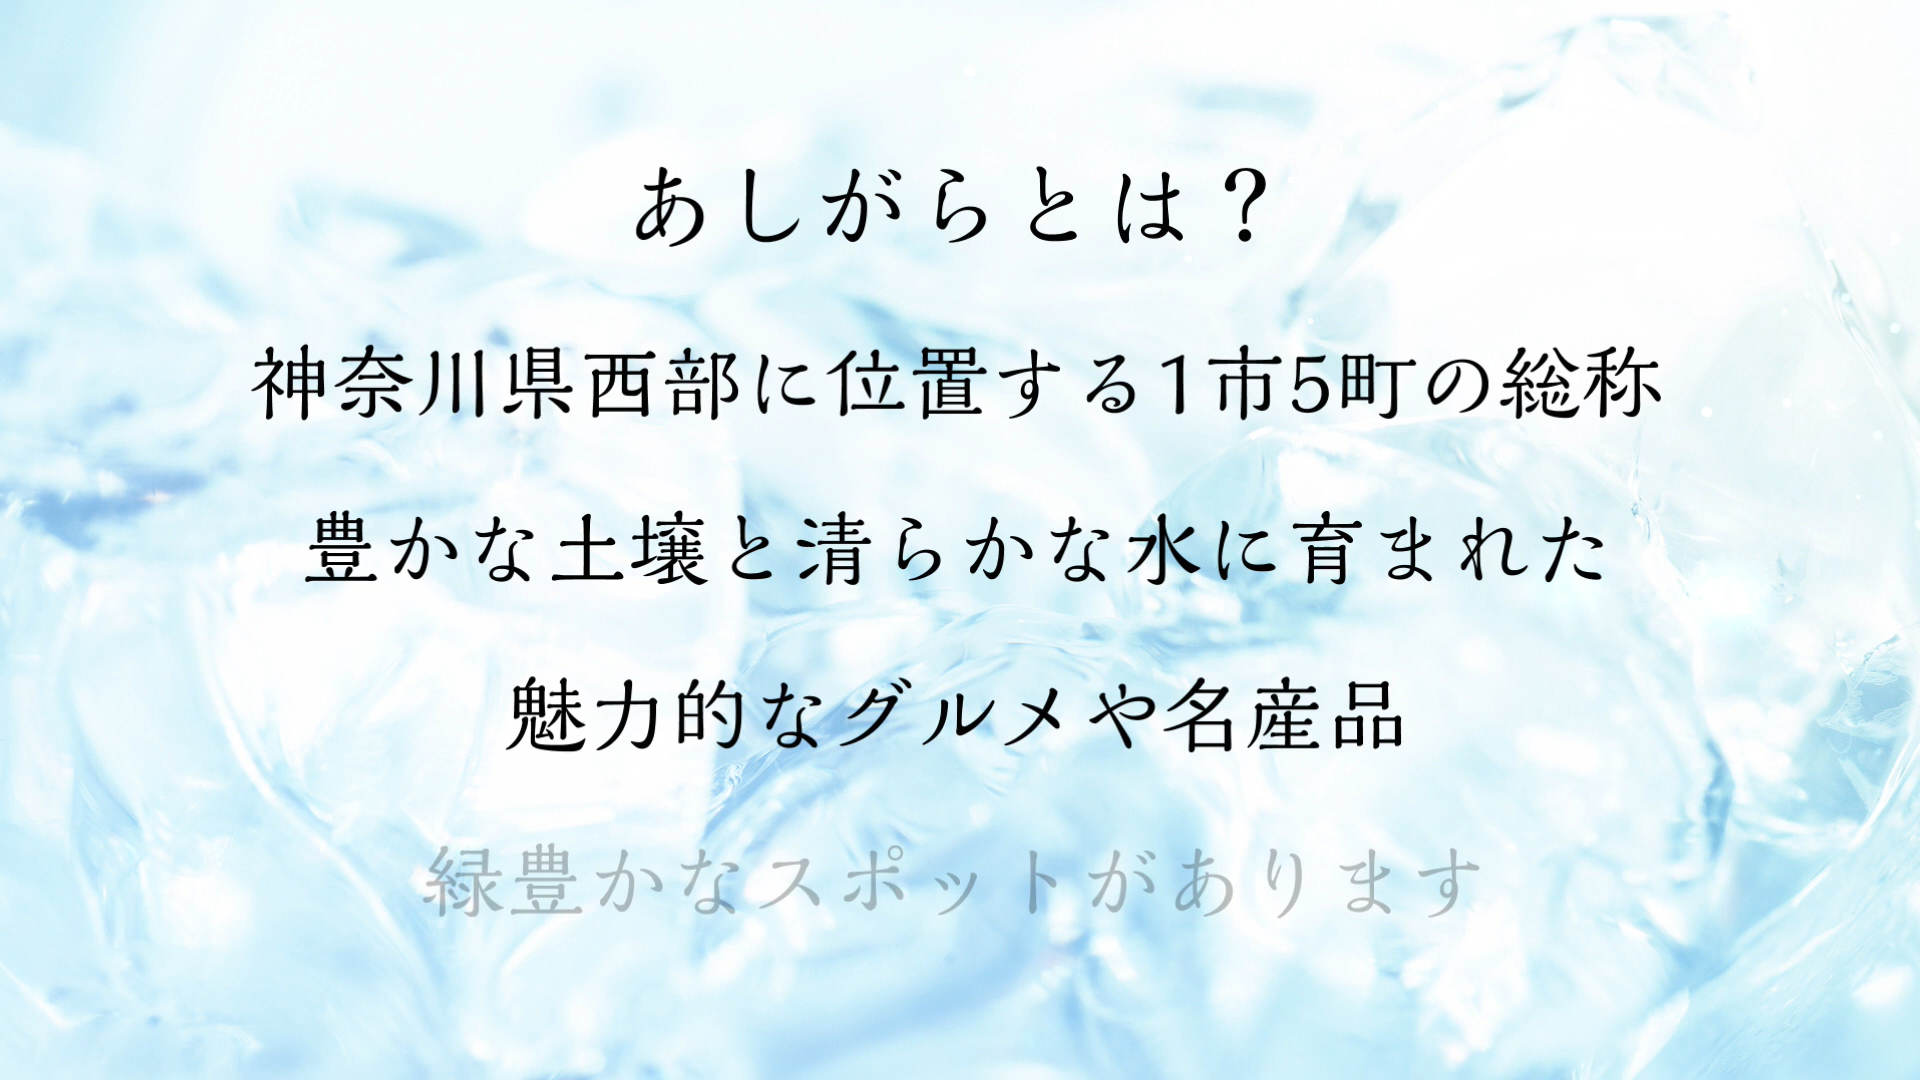 あしがらとは？
神奈川県西部に位置する1市5町の総称
豊かな土壌と清らかな水に育まれた
魅力的なグルメや名産品
緑豊かなスポットがあります